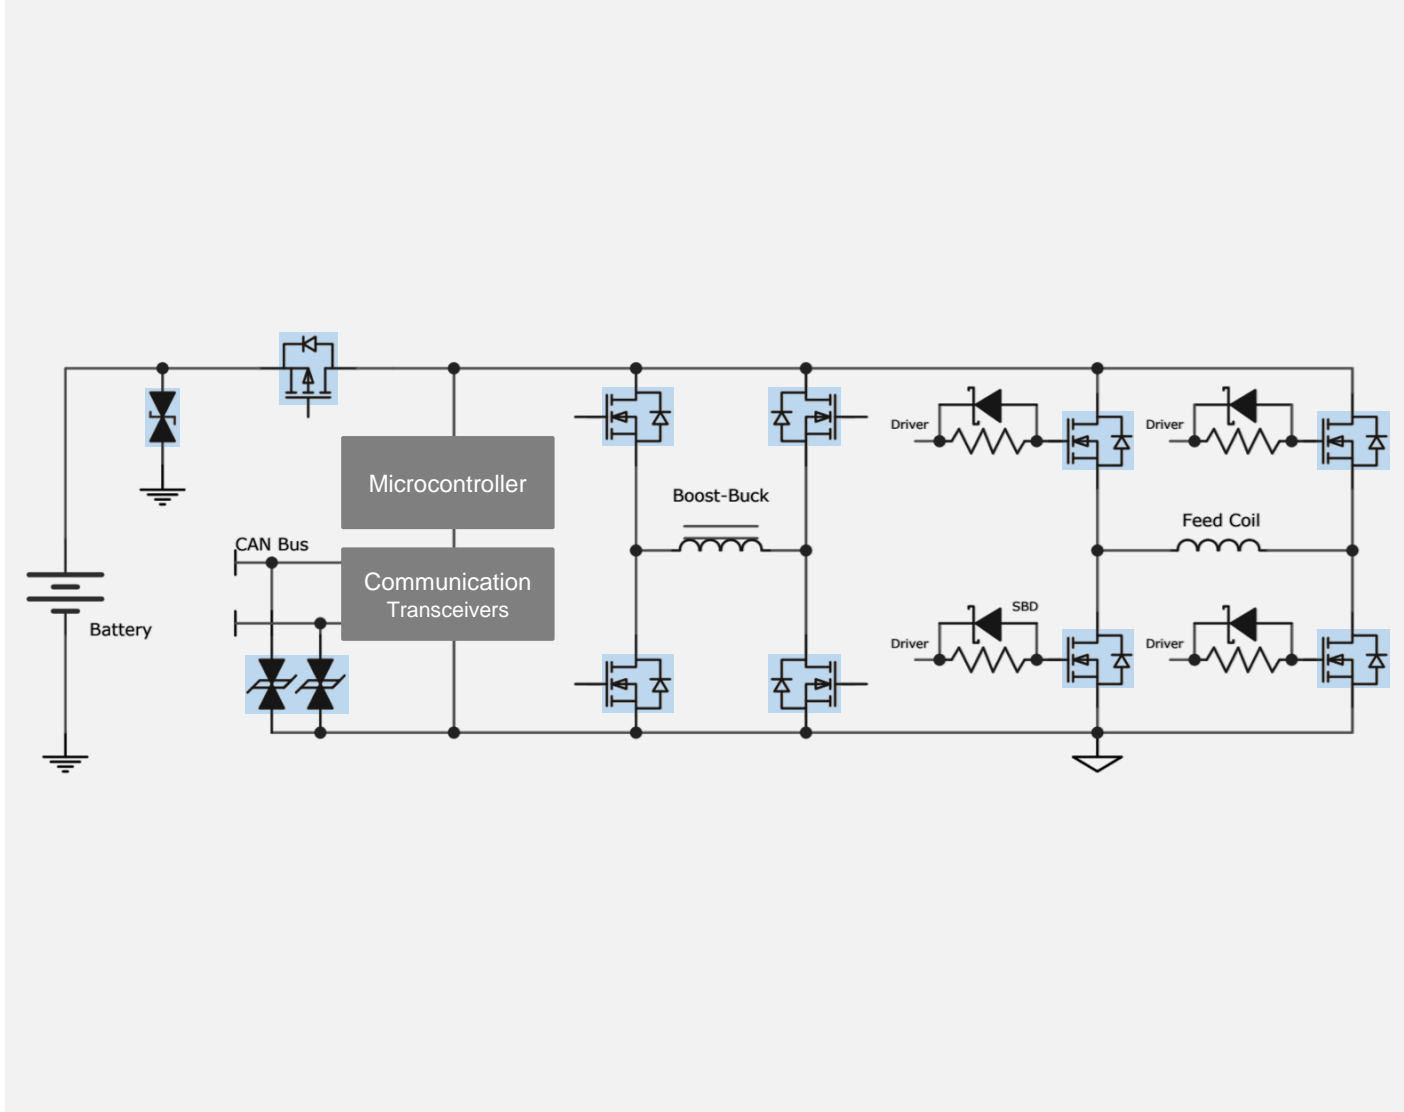 Microcontroller
CAN Bus
Communication
Transceivers
Battery
Boost-Buck
Driver
Driver
Feed Coil
SBD
Driver
Driver